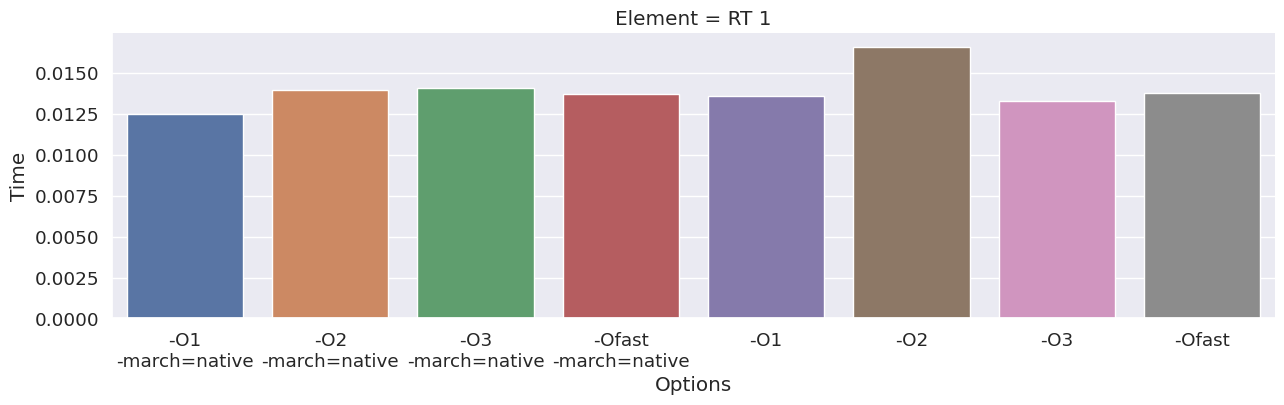 Element = RT 1
Time
0.0150
0.0125
0.0100
0.0075
0.0050
0.0025
0.0000
-O1
-march=native
-O2
-march=native
-O3
-march=native
-Ofast
-march=native
-O1
-O2
-O3
-Ofast
Options